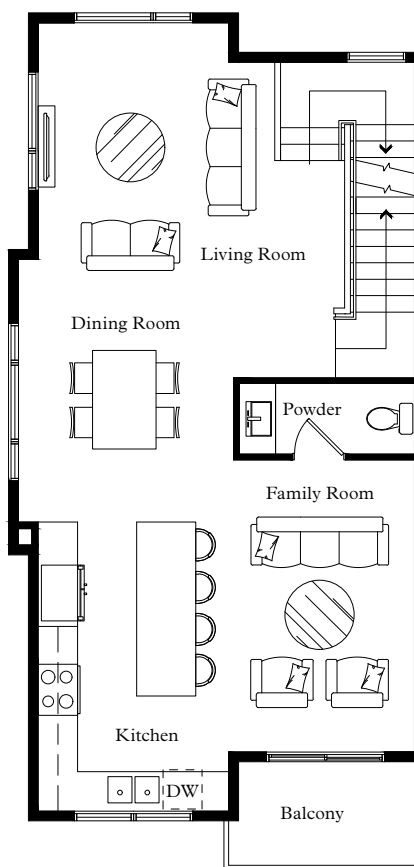 Living Room
Dining Room
Powder
Family Room
Kitchen
DW
Balcony